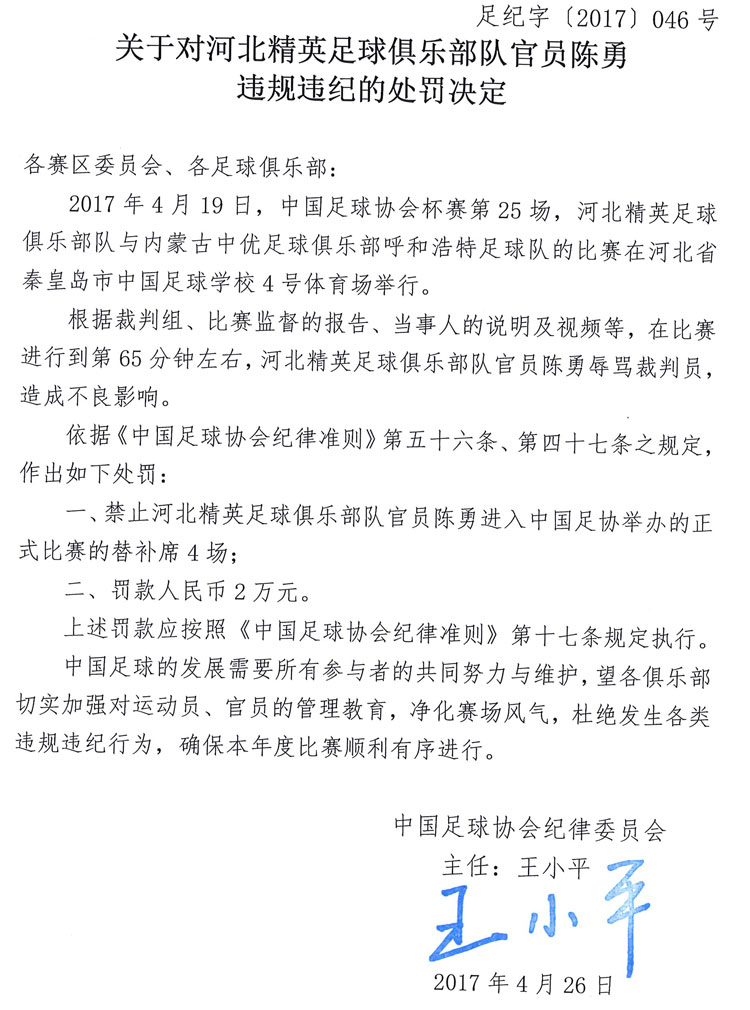 足纪字〔2017〕046 号
关于对河北精英足球俱乐部队官员陈勇
违规违纪的处罚决定
各赛区委员会、各足球俱乐部：
2017 年 4 月 19 日，中国足球协会杯赛第 25 场，河北精英足球
俱乐部队与内蒙古中优足球俱乐部呼和浩特足球队的比赛在河北省
秦皇岛市中国足球学校 4 号体育场举行。
根据裁判组、比赛监督的报告、当事人的说明及视频等，在比赛
进行到第 65 分钟左右，河北精英足球俱乐部队官员陈勇辱骂裁判员，
造成不良影响。
依据《中国足球协会纪律准则》第五十六条、第四十七条之规定，
作出如下处罚：
一、禁止河北精英足球俱乐部队官员陈勇进入中国足协举办的正
式比赛的替补席 4 场；
二、罚款人民币 2 万元。
上述罚款应按照《中国足球协会纪律准则》第十七条规定执行。
中国足球的发展需要所有参与者的共同努力与维护，望各俱乐部
切实加强对运动员、官员的管理教育，净化赛场风气，杜绝发生各类
违规违纪行为，确保本年度比赛顺利有序进行。
中国足球协会纪律委员会
主任：王小平
王小平
2017 年 4 月 26 日